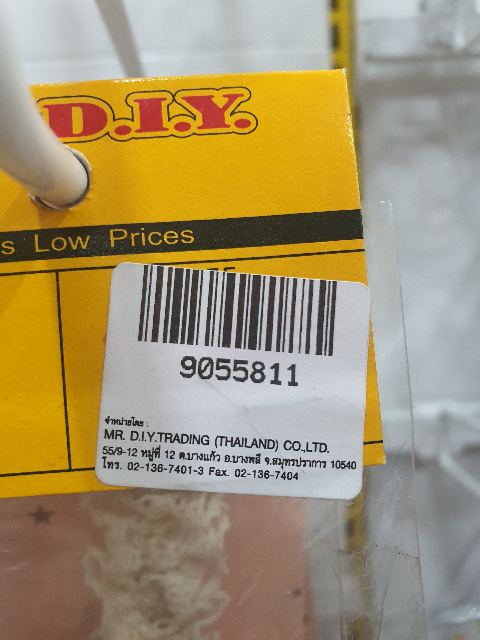 D.I.Y.
s Low Prices
9055811
จำหน่ายโดย :
MR. D.I.Y.TRADING (THAILAND) CO.,LTD.
55/9-12 หมู่ที่ 12 ต.บางแก้ว อ.บางพลี จ.สมุทรปราการ 10540
โทร. 02-136-7401-3 Fax. 02-136-7404